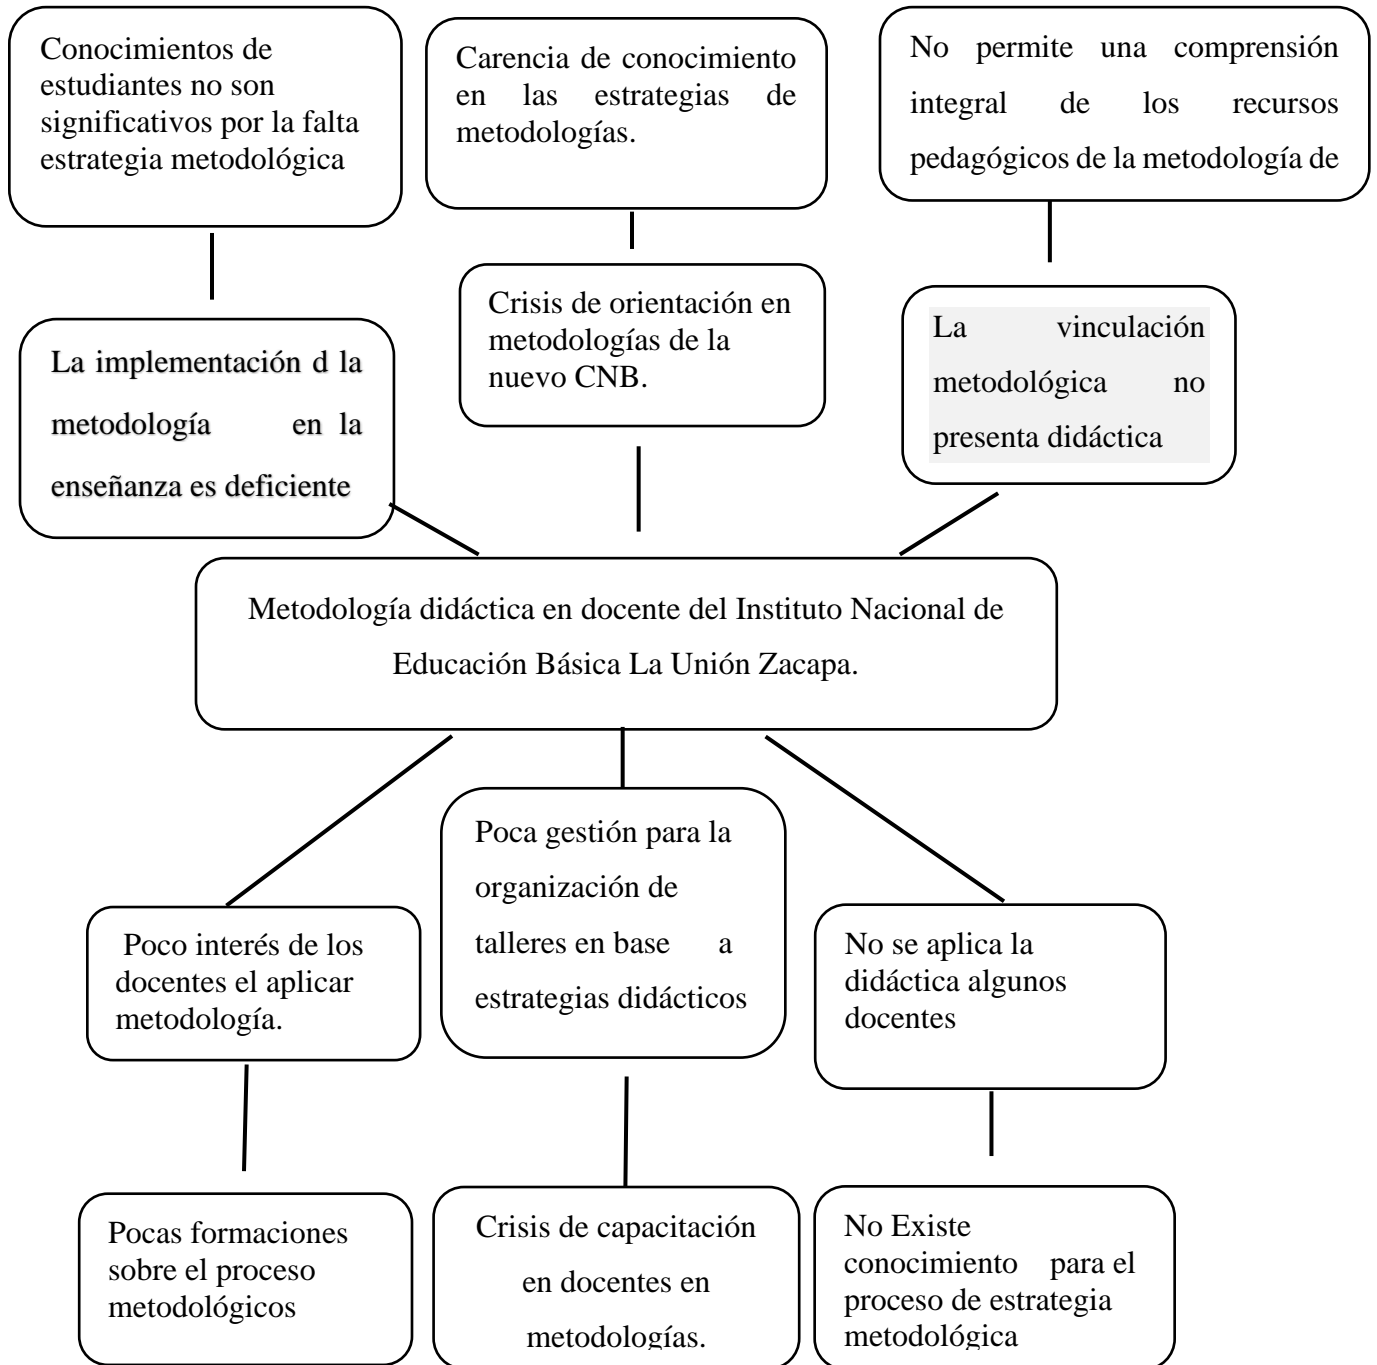 Conocimientos de
estudiantes no son
significativos por la falta
estrategia metodológica
Carencia de conocimiento
en las estrategias de
metodologías.
No permite una comprensión
integral de los recursos
pedagógicos de la metodología de
La implementación d la
metodología en la
enseñanza es deficiente
Crisis de orientación en
metodologías de la
nuevo CNB.
La vinculación
metodológica no
presenta didáctica
Metodología didáctica en docente del Instituto Nacional de
Educación Básica La Unión Zacapa.
Poco interés de los
docentes el aplicar
metodología.
Poca gestión para la
organización de
talleres en base a
estrategias didácticos
No se aplica la
didáctica algunos
docentes
Pocas formaciones
sobre el proceso
metodológicos
Crisis de capacitación
en docentes en
metodologías.
No Existe
conocimiento para el
proceso de estrategia
metodológica